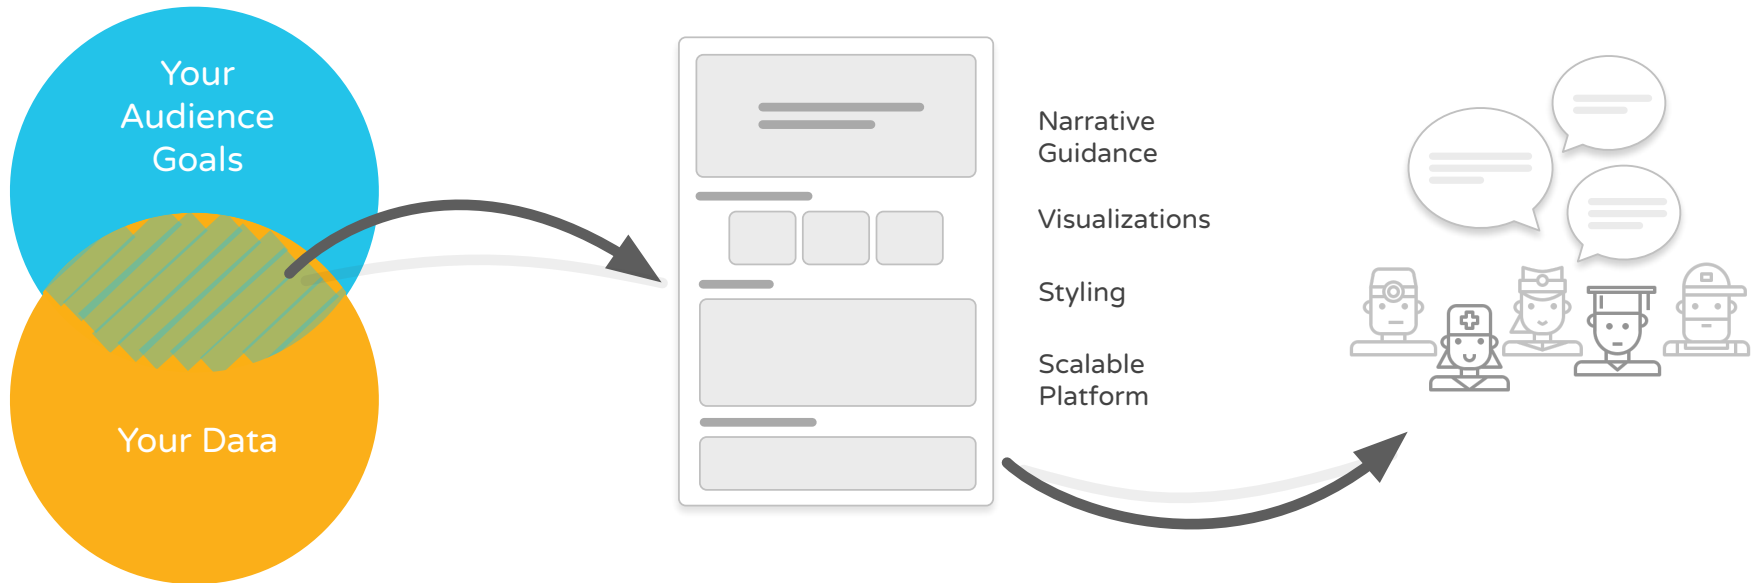 Your
Audience
Goals
Your Data
Narrative
Guidance
Visualizations
Styling
Scalable
Platform